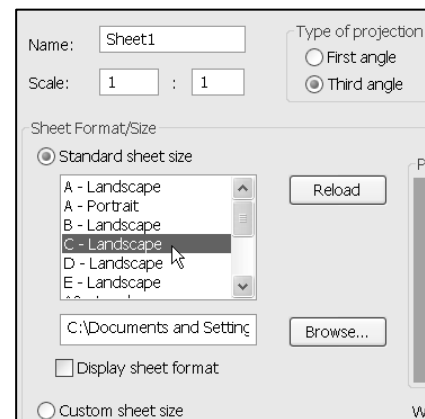 Name: Sheet1
Type of projection
First angle
Scale: 1 : 1
Third angle
Sheet Format/Size
Standard sheet size
A - Landscape
Reload
A - Portrait
B - Landscape
C - Landscape
D - Landscape
E - Landscape
C:\Documents and Setting
Browse...
Display sheet format
Custom sheet size